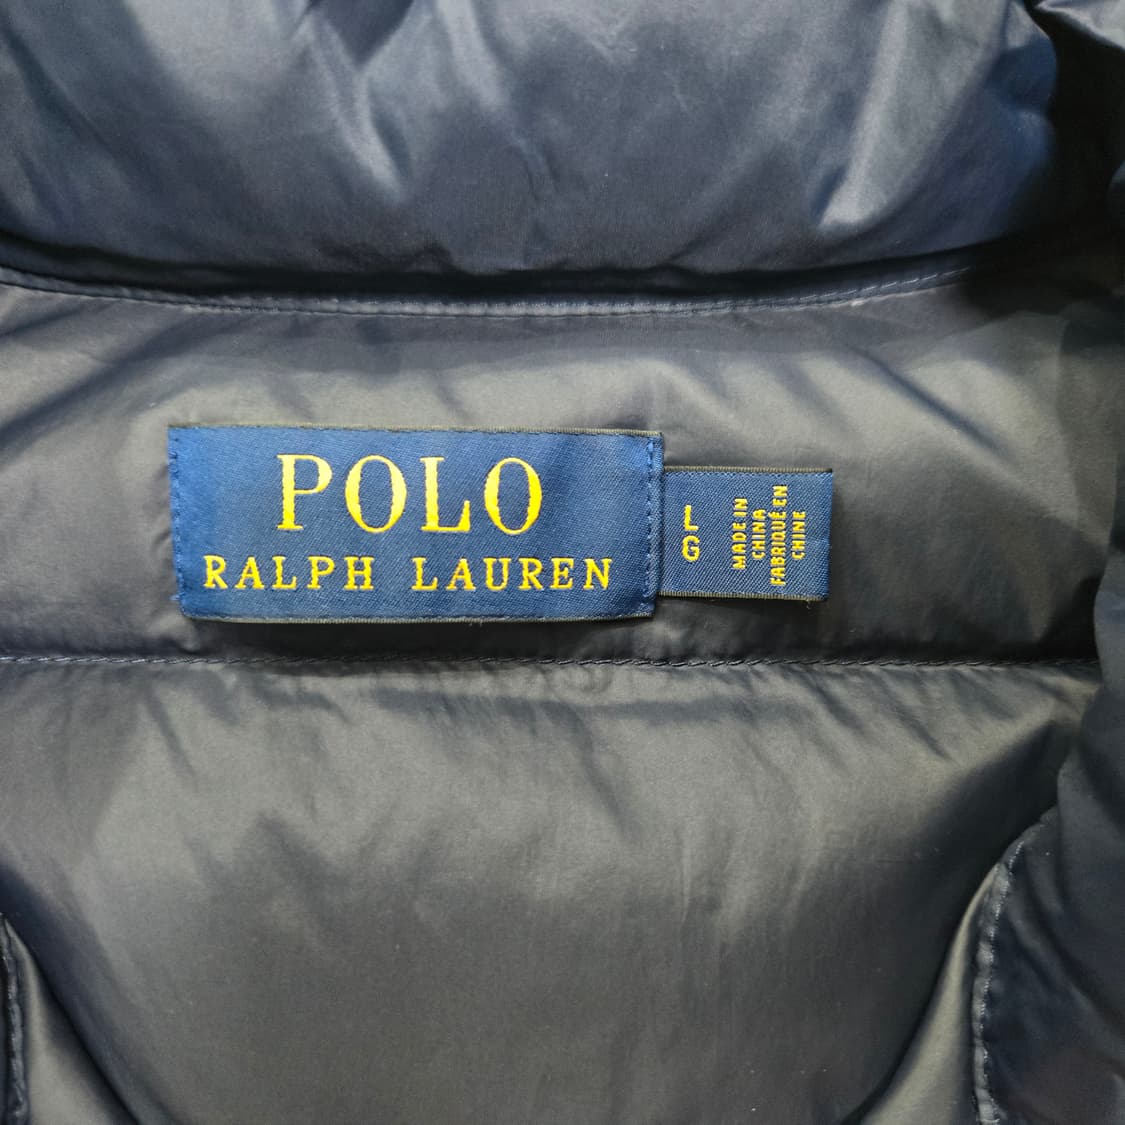 POLO
RALPH LAUREN
L
G
MADE IN
CHINA
FABRIQUÉ EN
CHINE